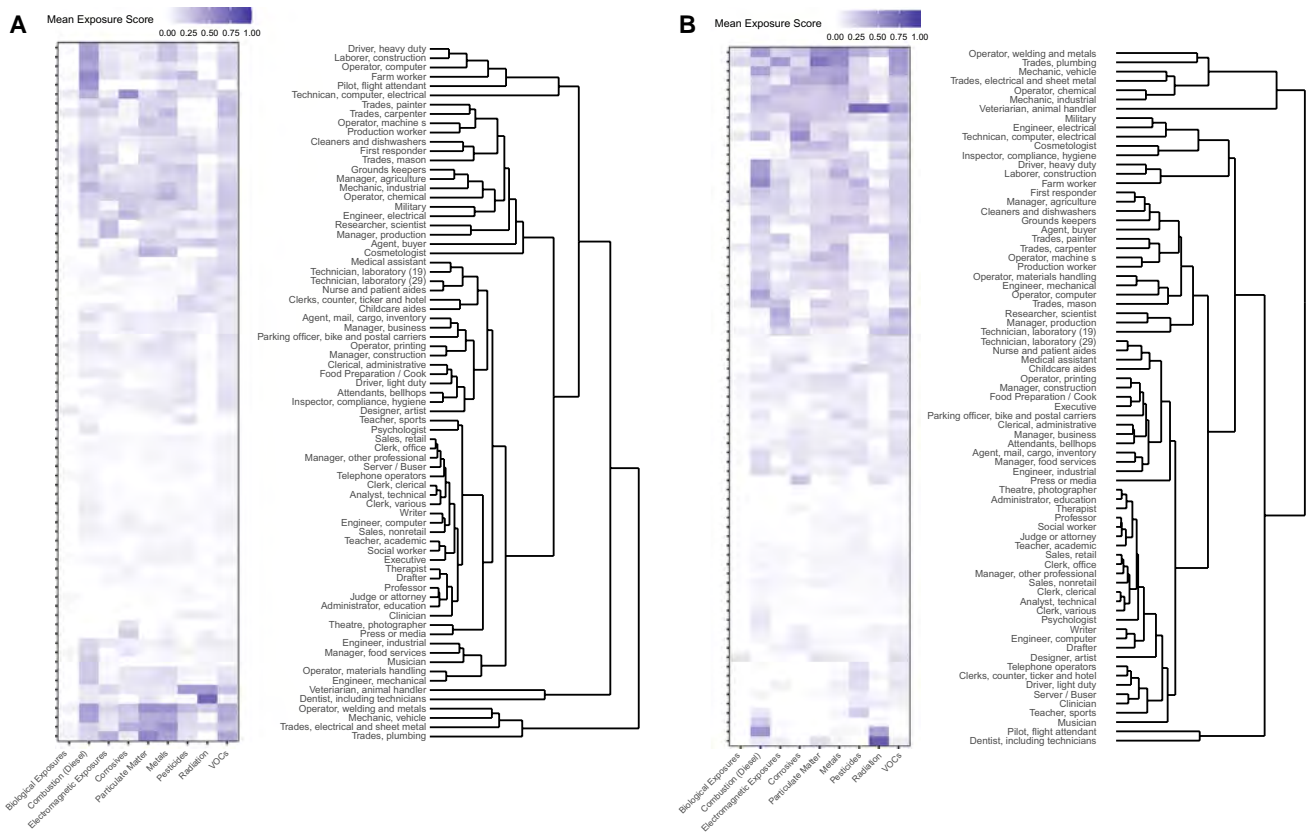 A
Mean Exposure Score
0.00 0.25 0.50 0.75 1.00
Driver, heavy duty
Laborer, construction
Operator, computer
Farm worker
Pilot, flight attendant
Technican, computer, electrical
Trades, painter
Trades, carpenter
Operator, machine s
Production worker
Cleaners and dishwashers
First responder
Trades, mason
Grounds keepers
Manager, agriculture
Mechanic, industrial
Operator, chemical
Military
Engineer, electrical
Researcher, scientist
Manager, production
Agent, buyer
Cosmetologist
Medical assistant
Technician, laboratory (19)
Technician, laboratory (29)
Nurse and patient aides
Clerks, counter, ticker and hotel
Childcare aides
Agent, mail, cargo, inventory
Manager, business
Parking officer, bike and postal carriers
Operator, printing
Manager, construction
Clerical, administrative
Food Preparation / Cook
Driver, light duty
Attendants, bellhops
Inspector, compliance, hygiene
Designer, artist
Teacher, sports
Psychologist
Sales, retail
Clerk, office
Manager, other professional
Server / Buser
Telephone operators
Clerk, clerical
Analyst, technical
Clerk, various
Writer
Engineer, computer
Sales, nonretail
Teacher, academic
Social worker
Executive
Therapist
Drafter
Professor
Judge or attorney
Administrator, education
Clinician
Theatre, photographer
Press or media
Engineer, industrial
Manager, food services
Musician
Operator, materials handling
Engineer, mechanical
Veteriarian, animal handler
Dentist, including technicians
Operator, welding and metals
Mechanic, vehicle
Trades, electrical and sheet metal
Trades, plumbing
Biological Exposures
Combustion (Diesel)
Electromagnetic Exposures
Corrosives
Particulate Matter
Metals
Pesticides
Radiation
VOCs
B
Mean Exposure Score
0.00 0.25 0.50 0.75 1.00
Operator, welding and metals
Trades, plumbing
Mechanic, vehicle
Trades, electrical and sheet metal
Operator, chemical
Mechanic, industrial
Veteriarian, animal handler
Military
Engineer, electrical
Technican, computer, electrical
Cosmetologist
Inspector, compliance, hygiene
Driver, heavy duty
Laborer, construction
Farm worker
First responder
Manager, agriculture
Cleaners and dishwashers
Grounds keepers
Agent, buyer
Trades, painter
Trades, carpenter
Operator, machine s
Production worker
Operator, materials handling
Engineer, mechanical
Operator, computer
Trades, mason
Researcher, scientist
Manager, production
Technician, laboratory (19)
Technician, laboratory (29)
Nurse and patient aides
Medical assistant
Childcare aides
Operator, printing
Manager, construction
Food Preparation / Cook
Executive
Parking officer, bike and postal carriers
Clerical, administrative
Manager, business
Attendants, bellhops
Agent, mail, cargo, inventory
Manager, food services
Engineer, industrial
Press or media
Theatre, photographer
Administrator, education
Therapist
Professor
Social worker
Judge or attorney
Teacher, academic
Sales, retail
Clerk, office
Manager, other professional
Sales, nonretail
Clerk, clerical
Analyst, technical
Clerk, various
Psychologist
Writer
Engineer, computer
Drafter
Designer, artist
Telephone operators
Clerks, counter, ticker and hotel
Driver, light duty
Server / Buser
Clinician
Teacher, sports
Musician
Pilot, flight attendant
Dentist, including technicians
Biological Exposures
Combustion (Diesel)
Electromagnetic Exposures
Corrosives
Particulate Matter
Metals
Pesticides
Radiation
VOCs